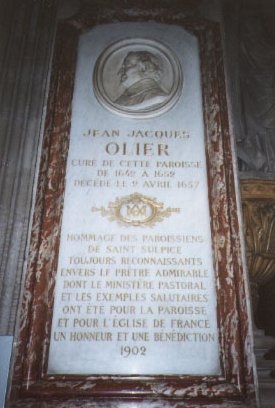 JEAN JACQUES
OLIER
CURÉ DE CETTE PAROISSE
DE 1642 A 1652
DÉCÉDÉ LE 2 AVRIL 1657
HOMMAGE DES PAROISSIENS
DE SAINT SULPICE
TOUJOURS RECONNAISSANTS
ENVERS LE PRÊTRE ADMIRABLE
DONT LE MINISTÈRE PASTORAL
ET LES EXEMPLES SALUTAIRES
ONT ÉTÉ POUR LA PAROISSE
ET POUR L'ÉGLISE DE FRANCE
UN HONNEUR ET UNE BÉNÉDICTION
1902